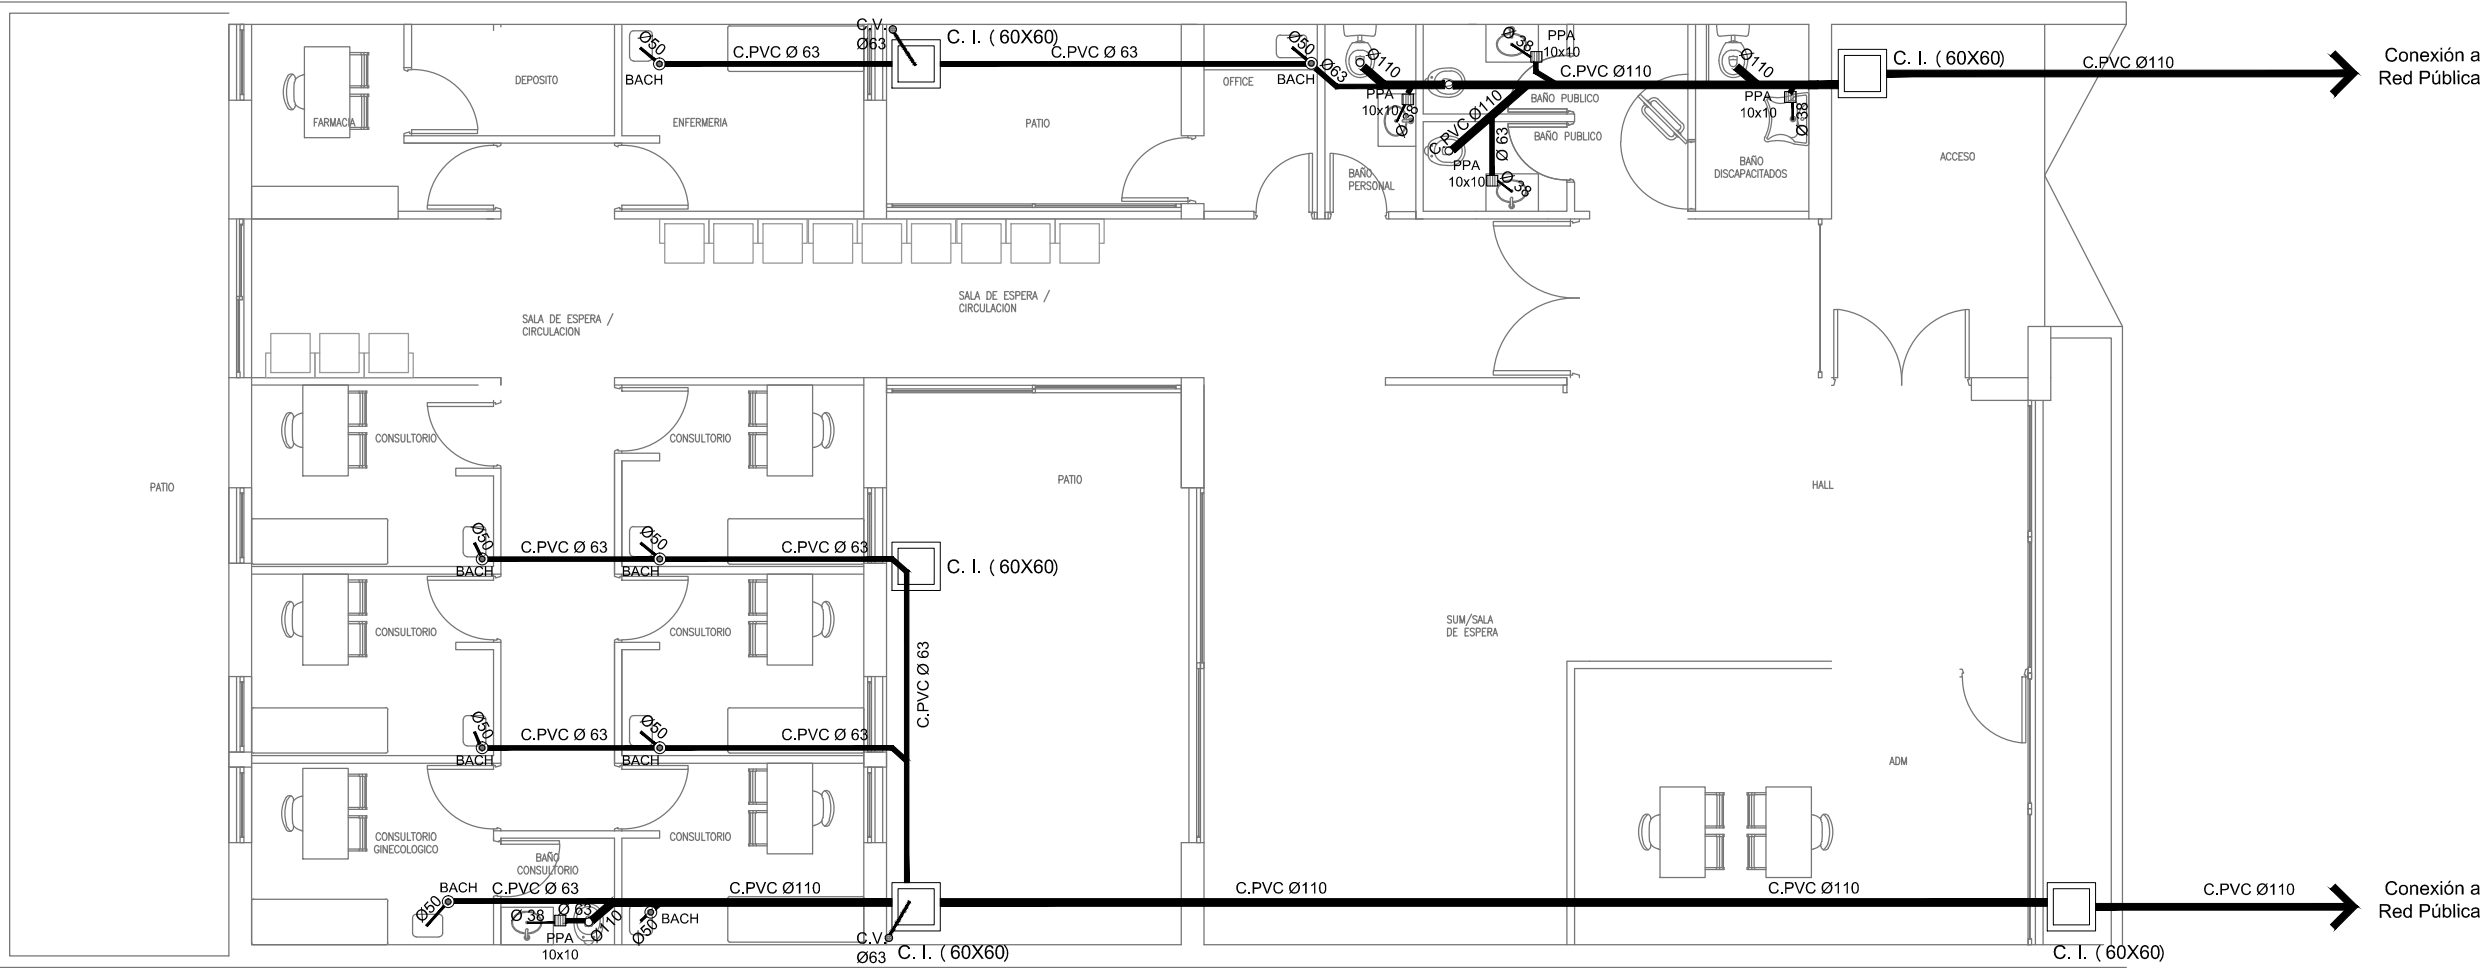 C.V.
Ø63
C. I. ( 60X60)
Ø50
C.PVC Ø 63
BACH
C.PVC Ø 63
Ø50
BACH
Ø63
Ø110
Ø 38
PPA
10x10
C.PVC Ø110
Ø110
C. I. ( 60X60)
C.PVC Ø110
Conexión a
Red Pública
DEPOSITO
OFFICE
PPA
10x10
Ø 38
BAÑO PUBLICO
PPA
10x10
Ø 38
FARMACIA
ENFERMERIA
PATIO
C.PVC Ø110
Ø 63
BAÑO PUBLICO
PPA
10x10
Ø 38
BAÑO
PERSONAL
BAÑO
DISCAPACITADOS
ACCESO
SALA DE ESPERA /
CIRCULACION
SALA DE ESPERA /
CIRCULACION
CONSULTORIO
CONSULTORIO
PATIO
PATIO
HALL
Ø50
C.PVC Ø 63
Ø50
C.PVC Ø 63
BACH
BACH
C. I. ( 60X60)
CONSULTORIO
CONSULTORIO
SUM/SALA
DE ESPERA
C.PVC Ø 63
Ø50
C.PVC Ø 63
Ø50
C.PVC Ø 63
BACH
BACH
ADM
CONSULTORIO
GINECOLOGICO
CONSULTORIO
BAÑO
CONSULTORIO
BACH
C.PVC Ø 63
C.PVC Ø110
C.PVC Ø110
C.PVC Ø110
C.PVC Ø110
Conexión a
Red Pública
Ø50
Ø 38
Ø 63
Ø110
Ø50
BACH
PPA
10x10
C.V.
Ø63
C. I. ( 60X60)
C. I. ( 60X60)